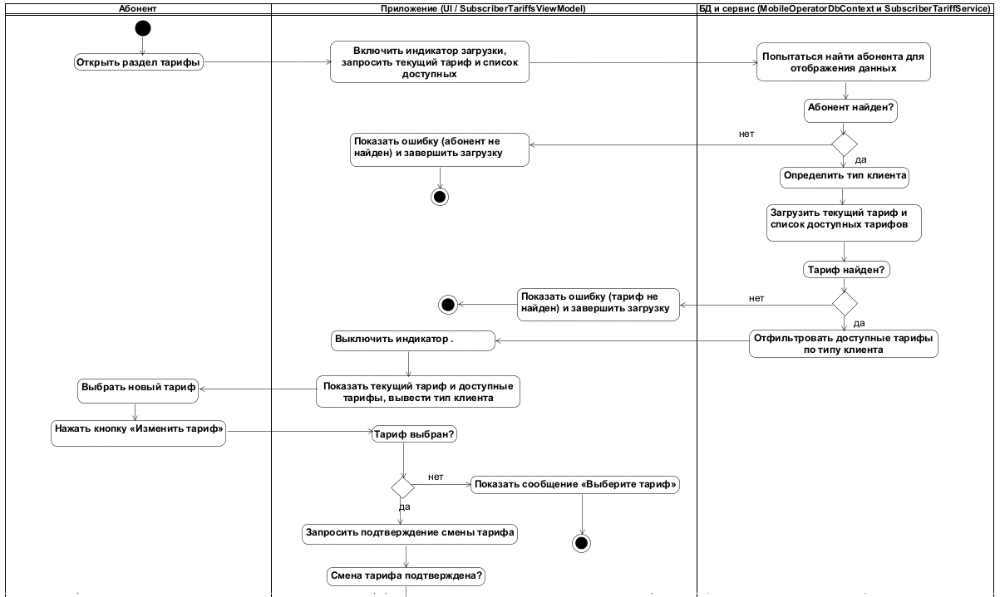 Абонент
Приложение (UI / SubscriberTariffsViewModel)
БД и сервис (MobileOperatorDbContext и SubscriberTariffService)
Открыть раздел тарифы
Включить индикатор загрузки,
запросить текущий тариф и список
доступных
Попытаться найти абонента для
отображения данных
Абонент найден?
нет
Показать ошибку (абонент не
найден) и завершить загрузку
да
Определить тип клиента
Загрузить текущий тариф и
список доступных тарифов
Тариф найден?
нет
Показать ошибку (тариф не
найден) и завершить загрузку
да
Отфильтровать доступные тарифы
по типу клиента
Выключить индикатор .
Показать текущий тариф и доступные
тарифы, вывести тип клиента
Выбрать новый тариф
Нажать кнопку «Изменить тариф»
Тариф выбран?
нет
Показать сообщение «Выберите тариф»
да
Запросить подтверждение смены тарифа
Смена тарифа подтверждена?